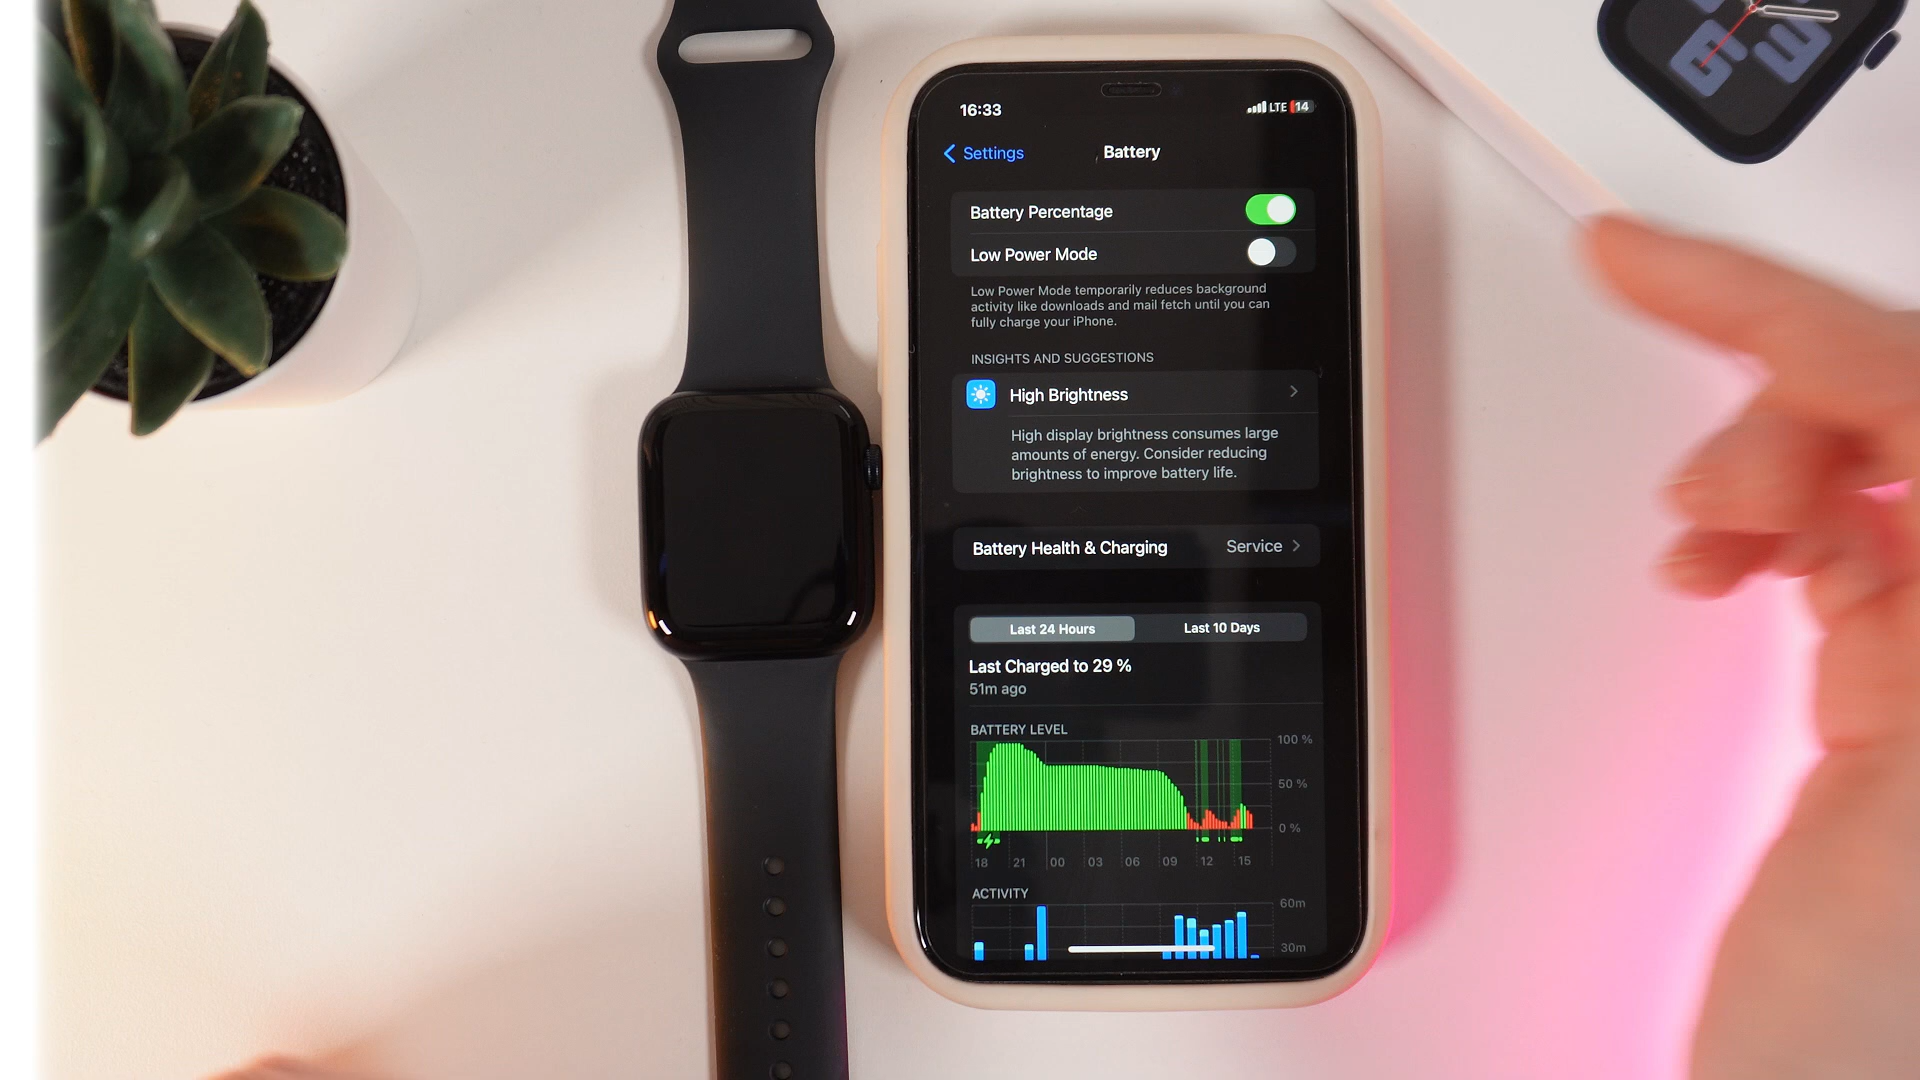 16:33
LTE 14
Settings
Battery
Battery Percentage
Low Power Mode
Low Power Mode temporarily reduces background
activity like downloads and mail fetch until you can
fully charge your iPhone.
INSIGHTS AND SUGGESTIONS
High Brightness
High display brightness consumes large
amounts of energy. Consider reducing
brightness to improve battery life.
Battery Health & Charging
Service
Last 24 Hours
Last 10 Days
Last Charged to 29 %
51m ago
BATTERY LEVEL
100 %
50 %
0 %
18 21 00 03 06 09 12 15
ACTIVITY
60m
30m